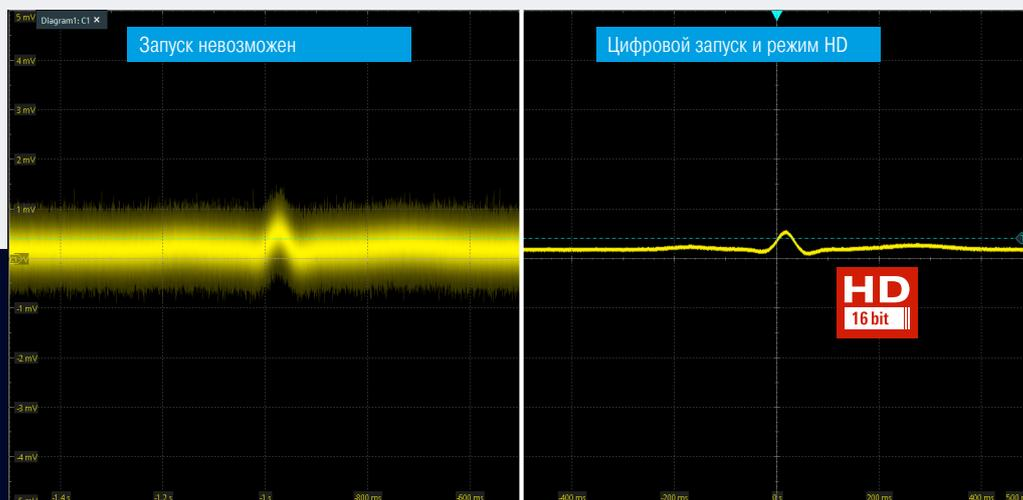 5 mV
Diagram1: C1 ×
Запуск невозможен
Цифровой запуск и режим HD
4 mV
3 mV
2 mV
1 mV
-1 mV
-2 mV
-3 mV
-4 mV
HD
16 bit
-1.4 s
-1.2 s
-1 s
-800 ms
-600 ms
-400 ms
-200 ms
0 s
200 ms
400 ms